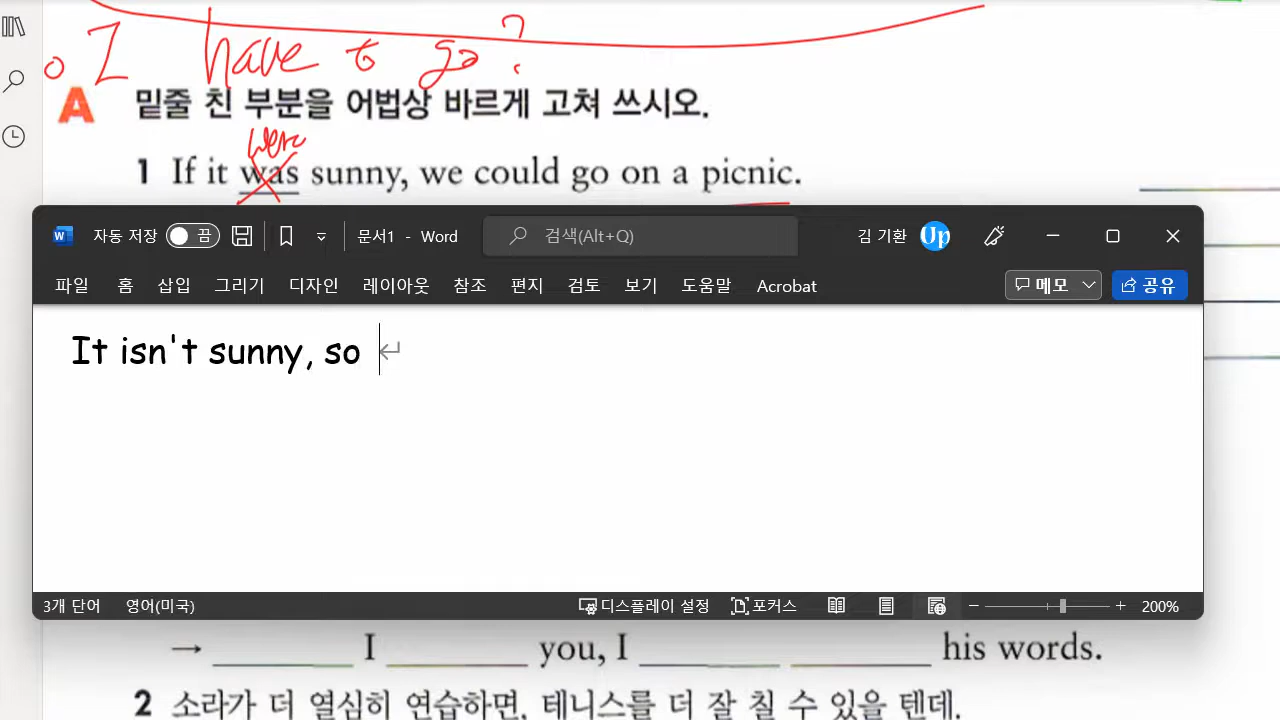 I have to go?
A 밑줄 친 부분을 어법상 바르게 고쳐 쓰시오.
were
1 If it was sunny, we could go on a picnic.
자동 저장 끔 문서1 - Word 검색(Alt+Q) 김 기환 Up
파일 홈 삽입 그리기 디자인 레이아웃 참조 편지 검토 보기 도움말 Acrobat 메모 공유
It isn't sunny, so
3개 단어 영어(미국) 디스플레이 설정 포커스 200%
→ I you, I his words.
2 소라가 더 열심히 연습하면, 테니스를 더 잘 칠 수 있을 텐데.